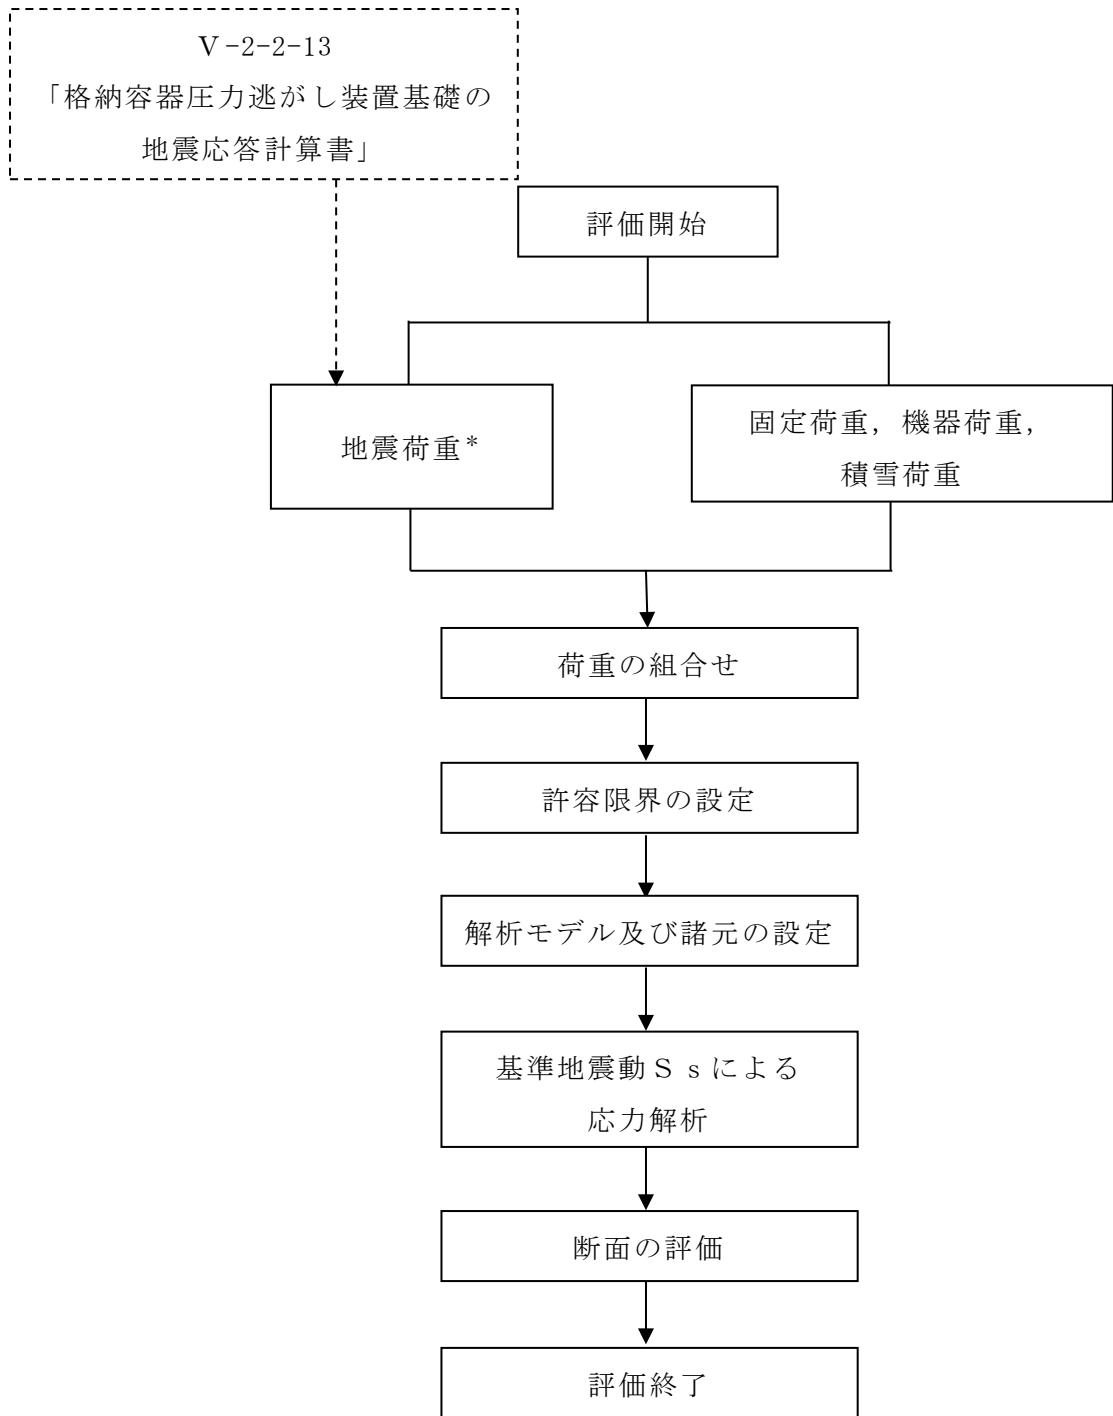 Ⅴ-2-2-13
「格納容器圧力逃がし装置基礎の
地震応答計算書」
評価開始
地震荷重*
固定荷重，機器荷重，
積雪荷重
荷重の組合せ
許容限界の設定
解析モデル及び諸元の設定
基準地震動Ｓｓによる
応力解析
断面の評価
評価終了